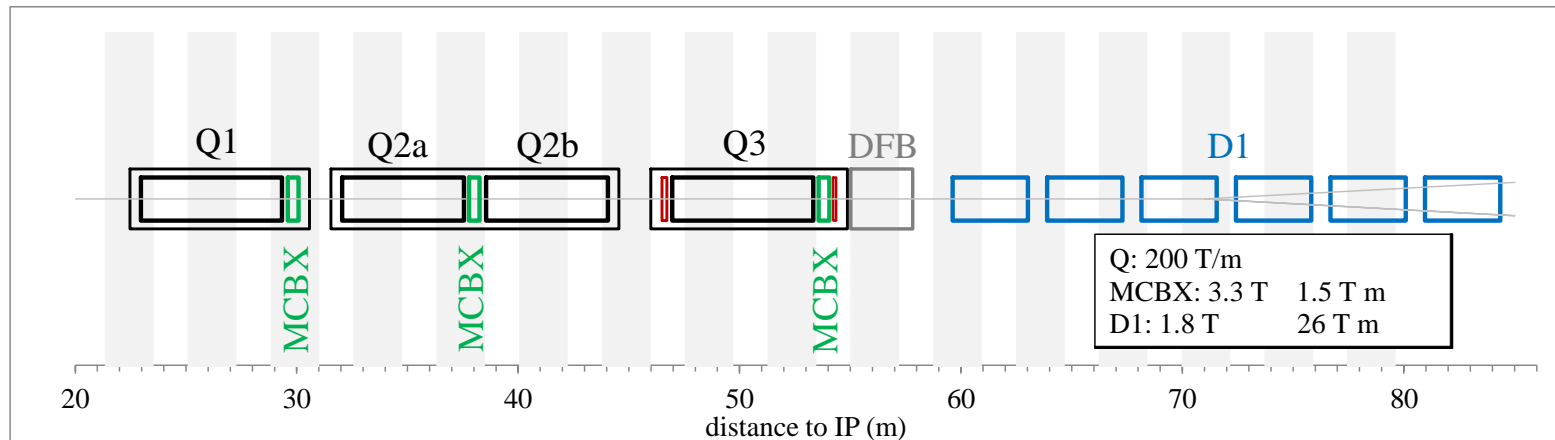 Q1
Q2a
Q2b
Q3
DFB
D1
MCBX
MCBX
MCBX
Q: 200 T/m
MCBX: 3.3 T 1.5 T m
D1: 1.8 T 26 T m
20 30 40 50 60 70 80
distance to IP (m)